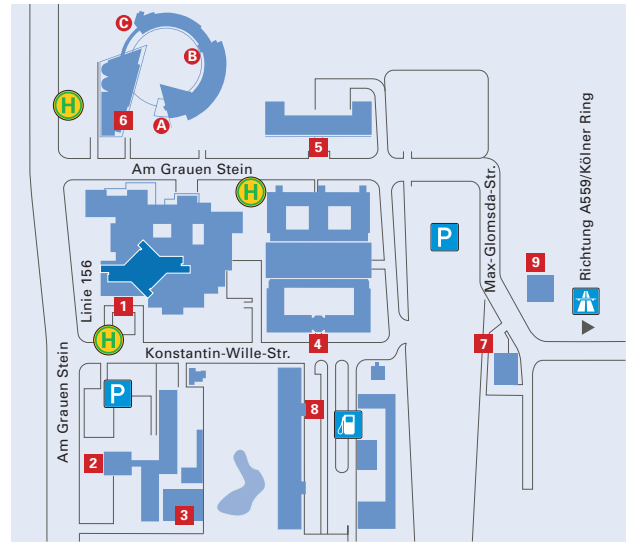 C
B
H
A
6
5
Am Grauen Stein
H
P
Max-Glomsda-Str.
Richtung A559/Kölner Ring
9
Linie 156
1
H
Konstantin-Wille-Str.
4
7
Am Grauen Stein
P
8
2
3